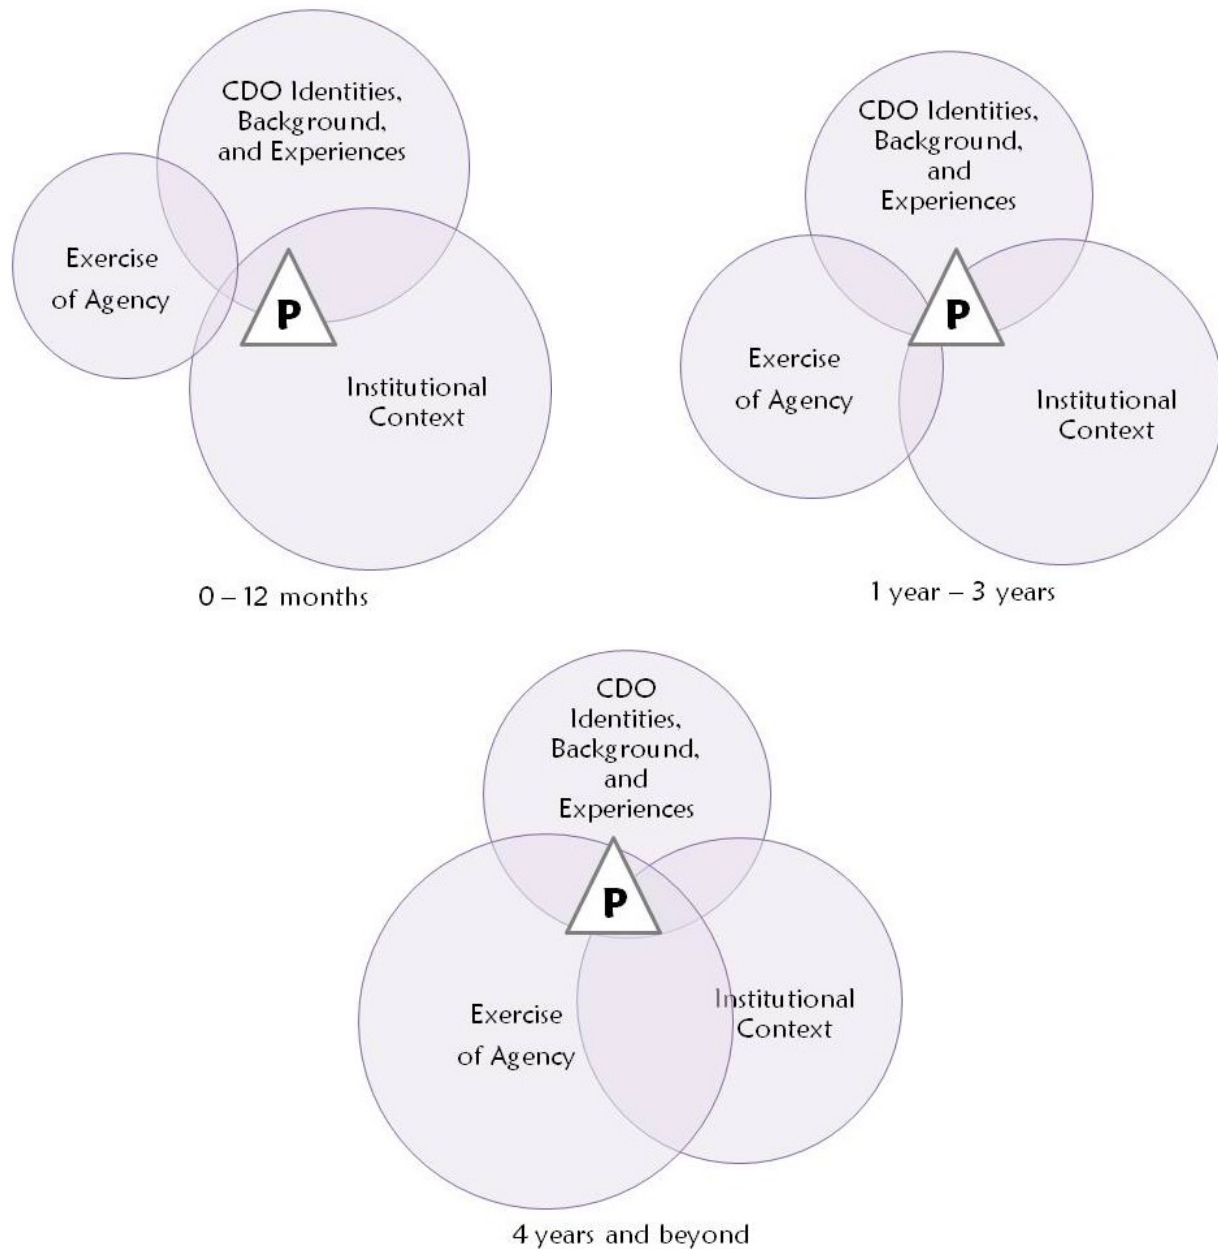 CDO Identities,
Background,
and Experiences
Exercise
of Agency
P
Institutional
Context
0 – 12 months
CDO Identities,
Background,
and
Experiences
Exercise
of Agency
P
Institutional
Context
1 year – 3 years
CDO
Identities,
Background,
and
Experiences
P
Exercise
of Agency
Institutional
Context
4 years and beyond